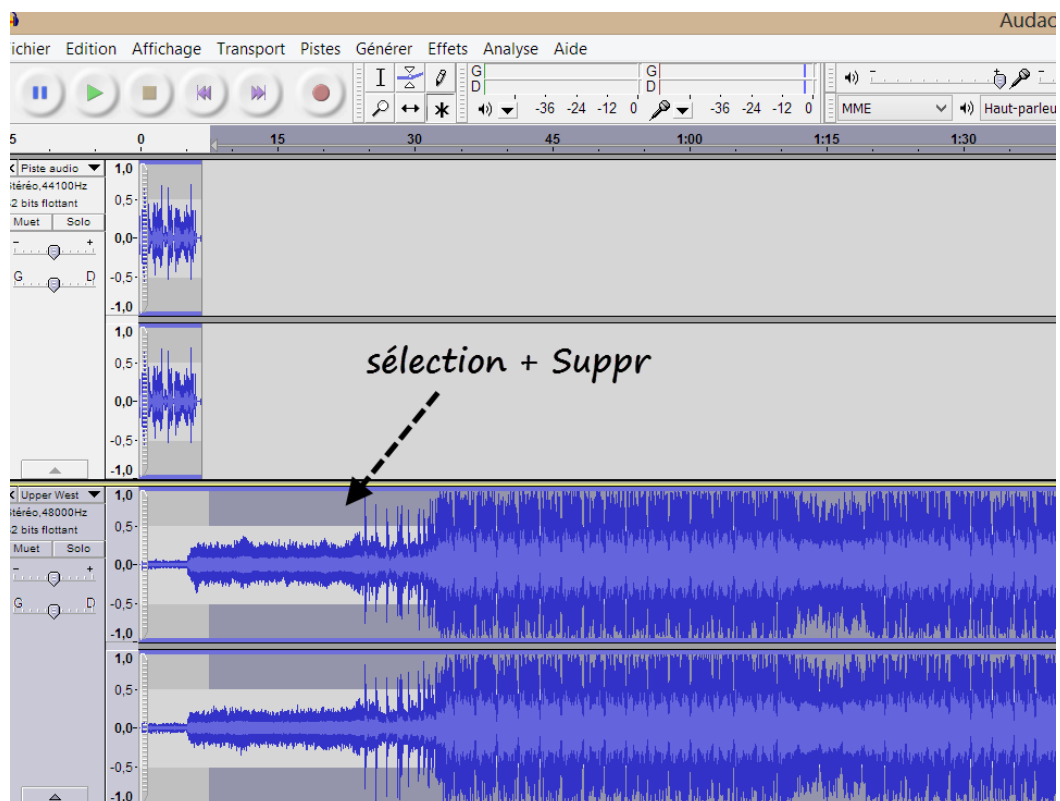 Audac
ichier Edition Affichage Transport Pistes Générer Effets Analyse Aide
G
D
-36 -24 -12 0
G
D
-36 -24 -12 0
MME
Haut-parleu
5 0 15 30 45 1:00 1:15 1:30
Piste audio
téréo,44100Hz
2 bits flottant
Muet Solo
- +
G D
1,0
0,5
0,0
-0,5
-1,0
1,0
0,5
0,0
-0,5
-1,0
sélection + Suppr
Upper West
téréo,48000Hz
2 bits flottant
Muet Solo
- +
G D
1,0
0,5
0,0
-0,5
-1,0
1,0
0,5
0,0
-0,5
-1,0